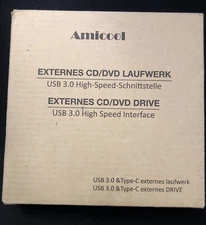 Amicool
EXTERNES CD/DVD LAUFWERK
USB 3.0 High-Speed-Schnittstelle
EXTERNES CD/DVD DRIVE
USB 3.0 High Speed Interface
USB 3.0 &Type-C externes laufwerk
USB 3.0 &Type-C externes DRIVE